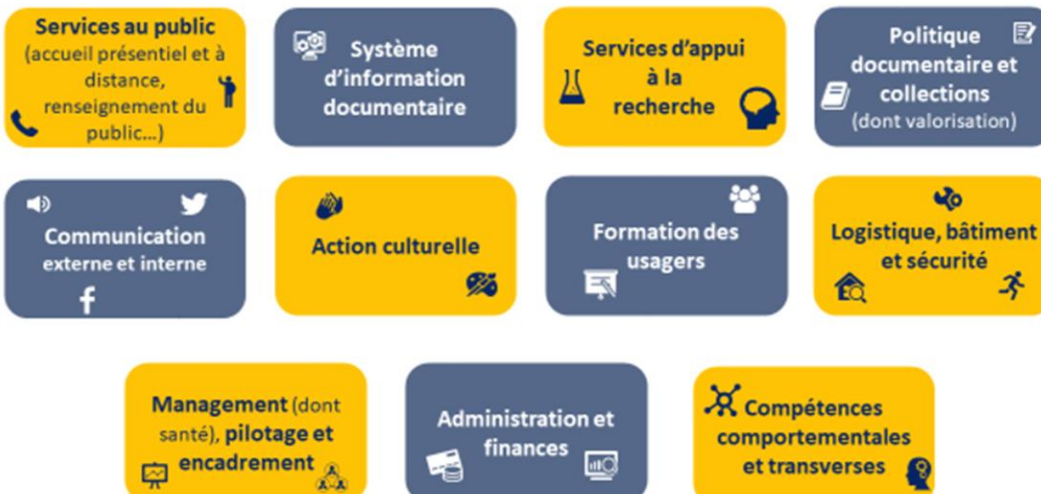 Services au public
(accueil présentiel et à
distance,
renseignement du
public...)
Système
d'information
documentaire
Services d'appui
à la
recherche
Politique
documentaire et
collections
(dont valorisation)
Communication
externe et interne
Action culturelle
Formation des
usagers
Logistique, bâtiment
et sécurité
Management (dont
santé), pilotage et
encadrement
Administration et
finances
Compétences
comportementales
et transverses